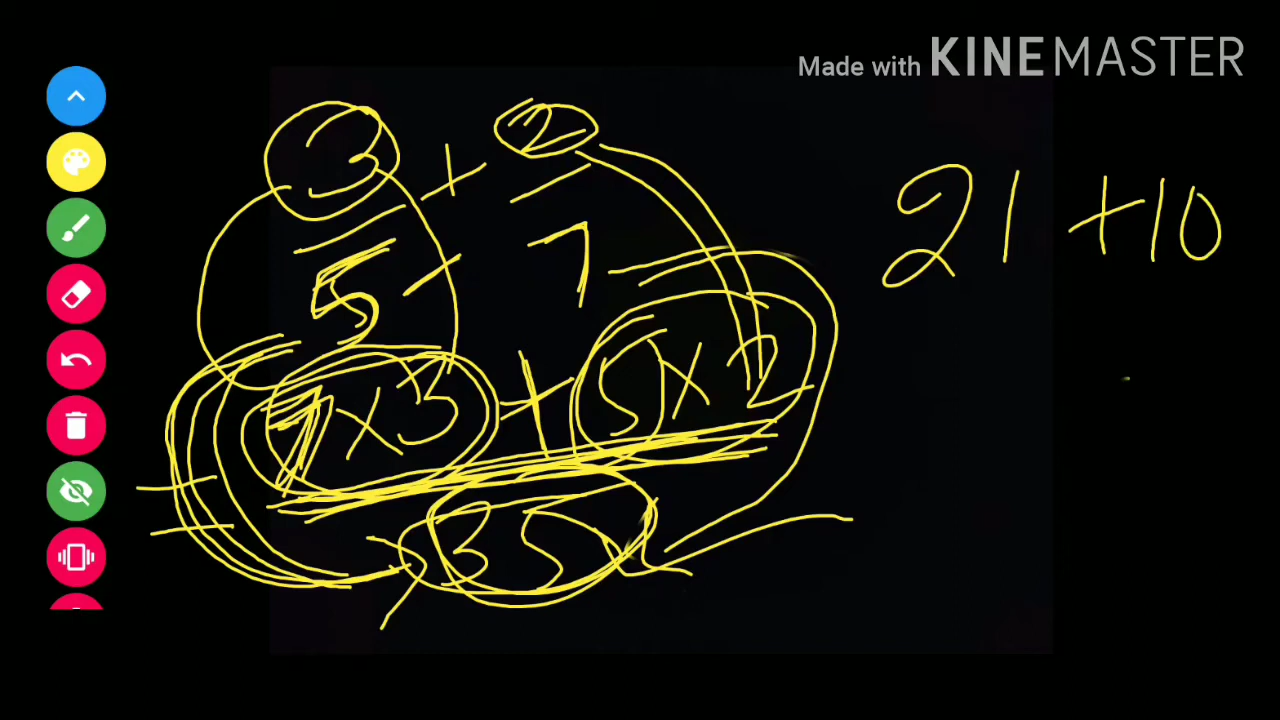 Made with KINEMASTER
3 + 2
21 + 10
5 + 7
7 x 3 + 5 x 2
=
35